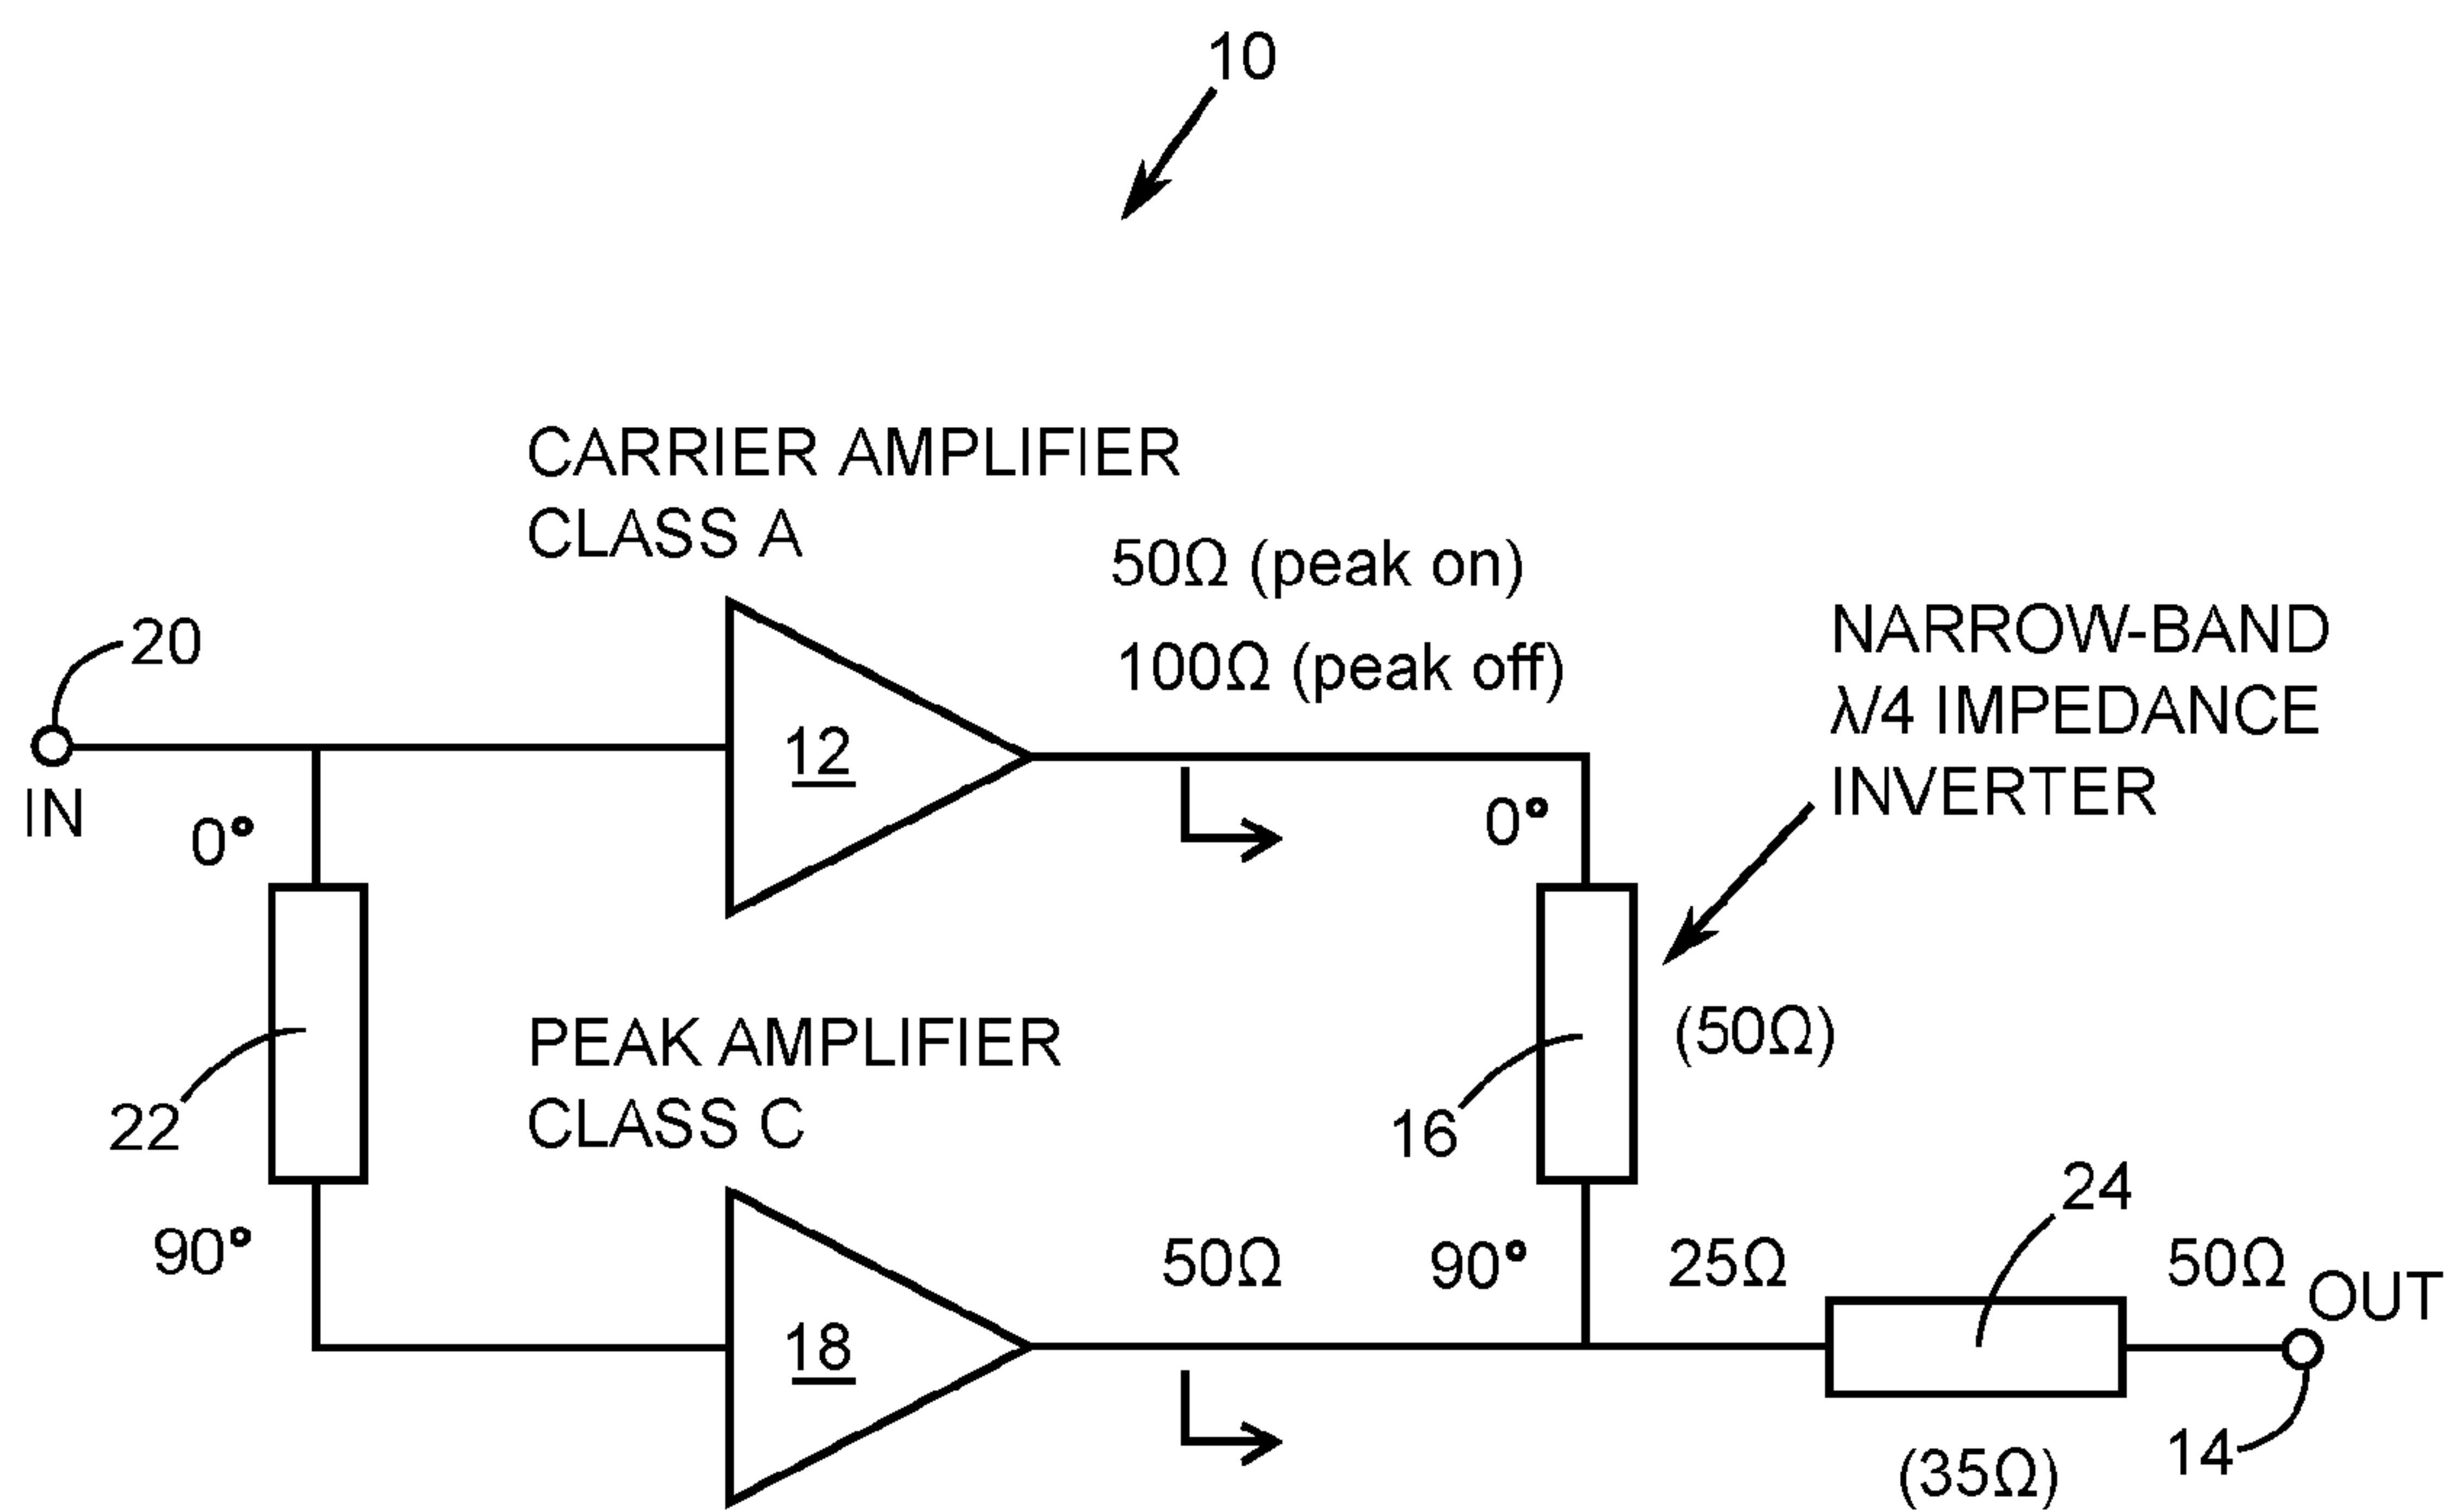 10
CARRIER AMPLIFIER
CLASS A
50Ω (peak on)
100Ω (peak off)
NARROW-BAND
λ/4 IMPEDANCE
INVERTER
20
12
IN
0°
0°
PEAK AMPLIFIER
CLASS C
(50Ω)
22
16
24
90°
50Ω
90°
25Ω
50Ω
OUT
18
14
(35Ω)